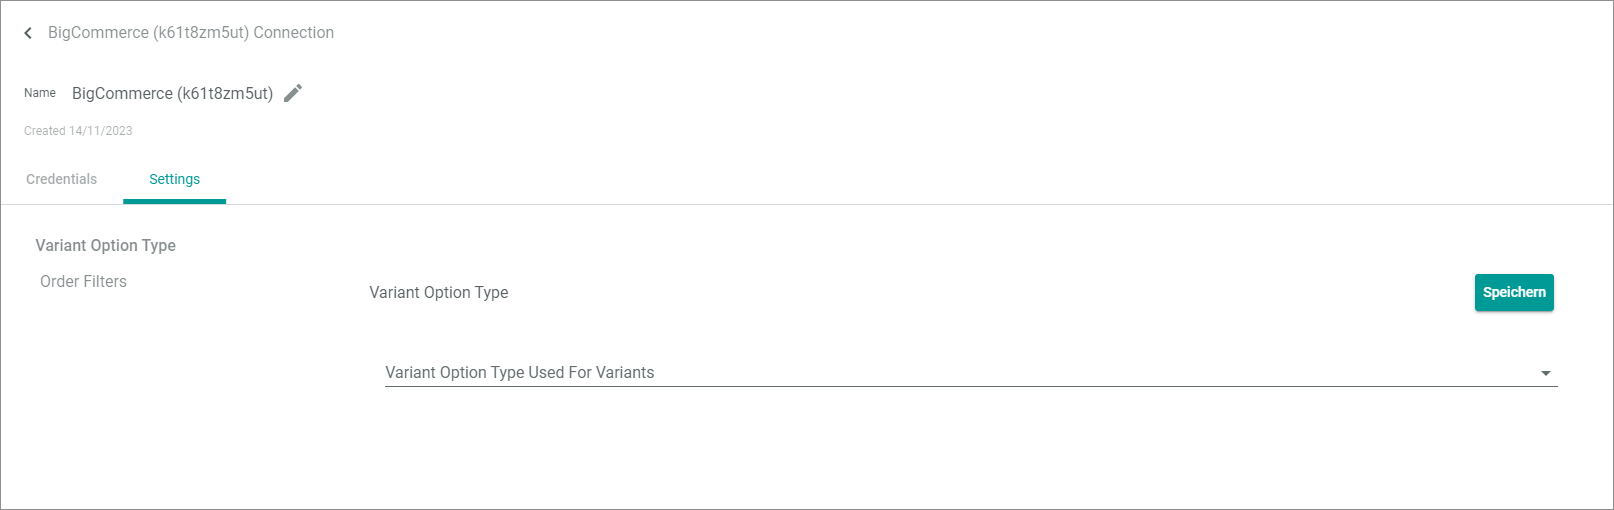 BigCommerce (k61t8zm5ut) Connection
Name BigCommerce (k61t8zm5ut)
Created 14/11/2023
Credentials Settings
Variant Option Type
Order Filters
Variant Option Type Speichern
Variant Option Type Used For Variants